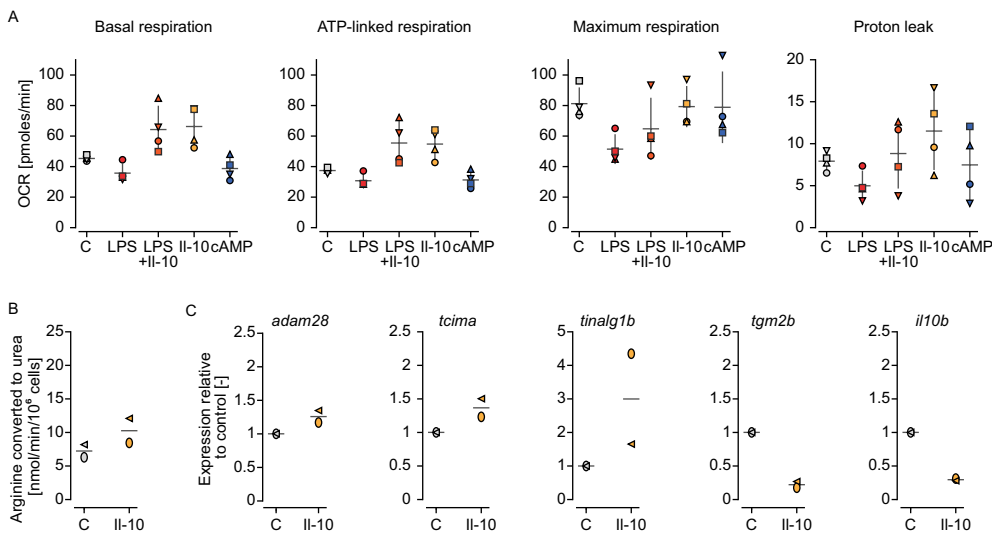 A
Basal respiration
ATP-linked respiration
Maximum respiration
Proton leak
OCR [pmoles/min]
100
80
60
40
20
0
C
LPS
LPS
+Il-10
Il-10
cAMP
100
80
60
40
20
0
C
LPS
LPS
+Il-10
Il-10
cAMP
100
80
60
40
20
0
C
LPS
LPS
+Il-10
Il-10
cAMP
20
15
10
5
0
C
LPS
LPS
+Il-10
Il-10
cAMP
B
Arginine converted to urea
[nmol/min/10⁶ cells]
25
20
15
10
5
0
C
Il-10
C
Expression relative
to control [-]
adam28
2.5
2
1.5
1
0.5
0
C
Il-10
tcima
2.5
2
1.5
1
0.5
0
C
Il-10
tinalg1b
5
4
3
2
1
0
C
Il-10
tgm2b
2.5
2
1.5
1
0.5
0
C
Il-10
il10b
2.5
2
1.5
1
0.5
0
C
Il-10